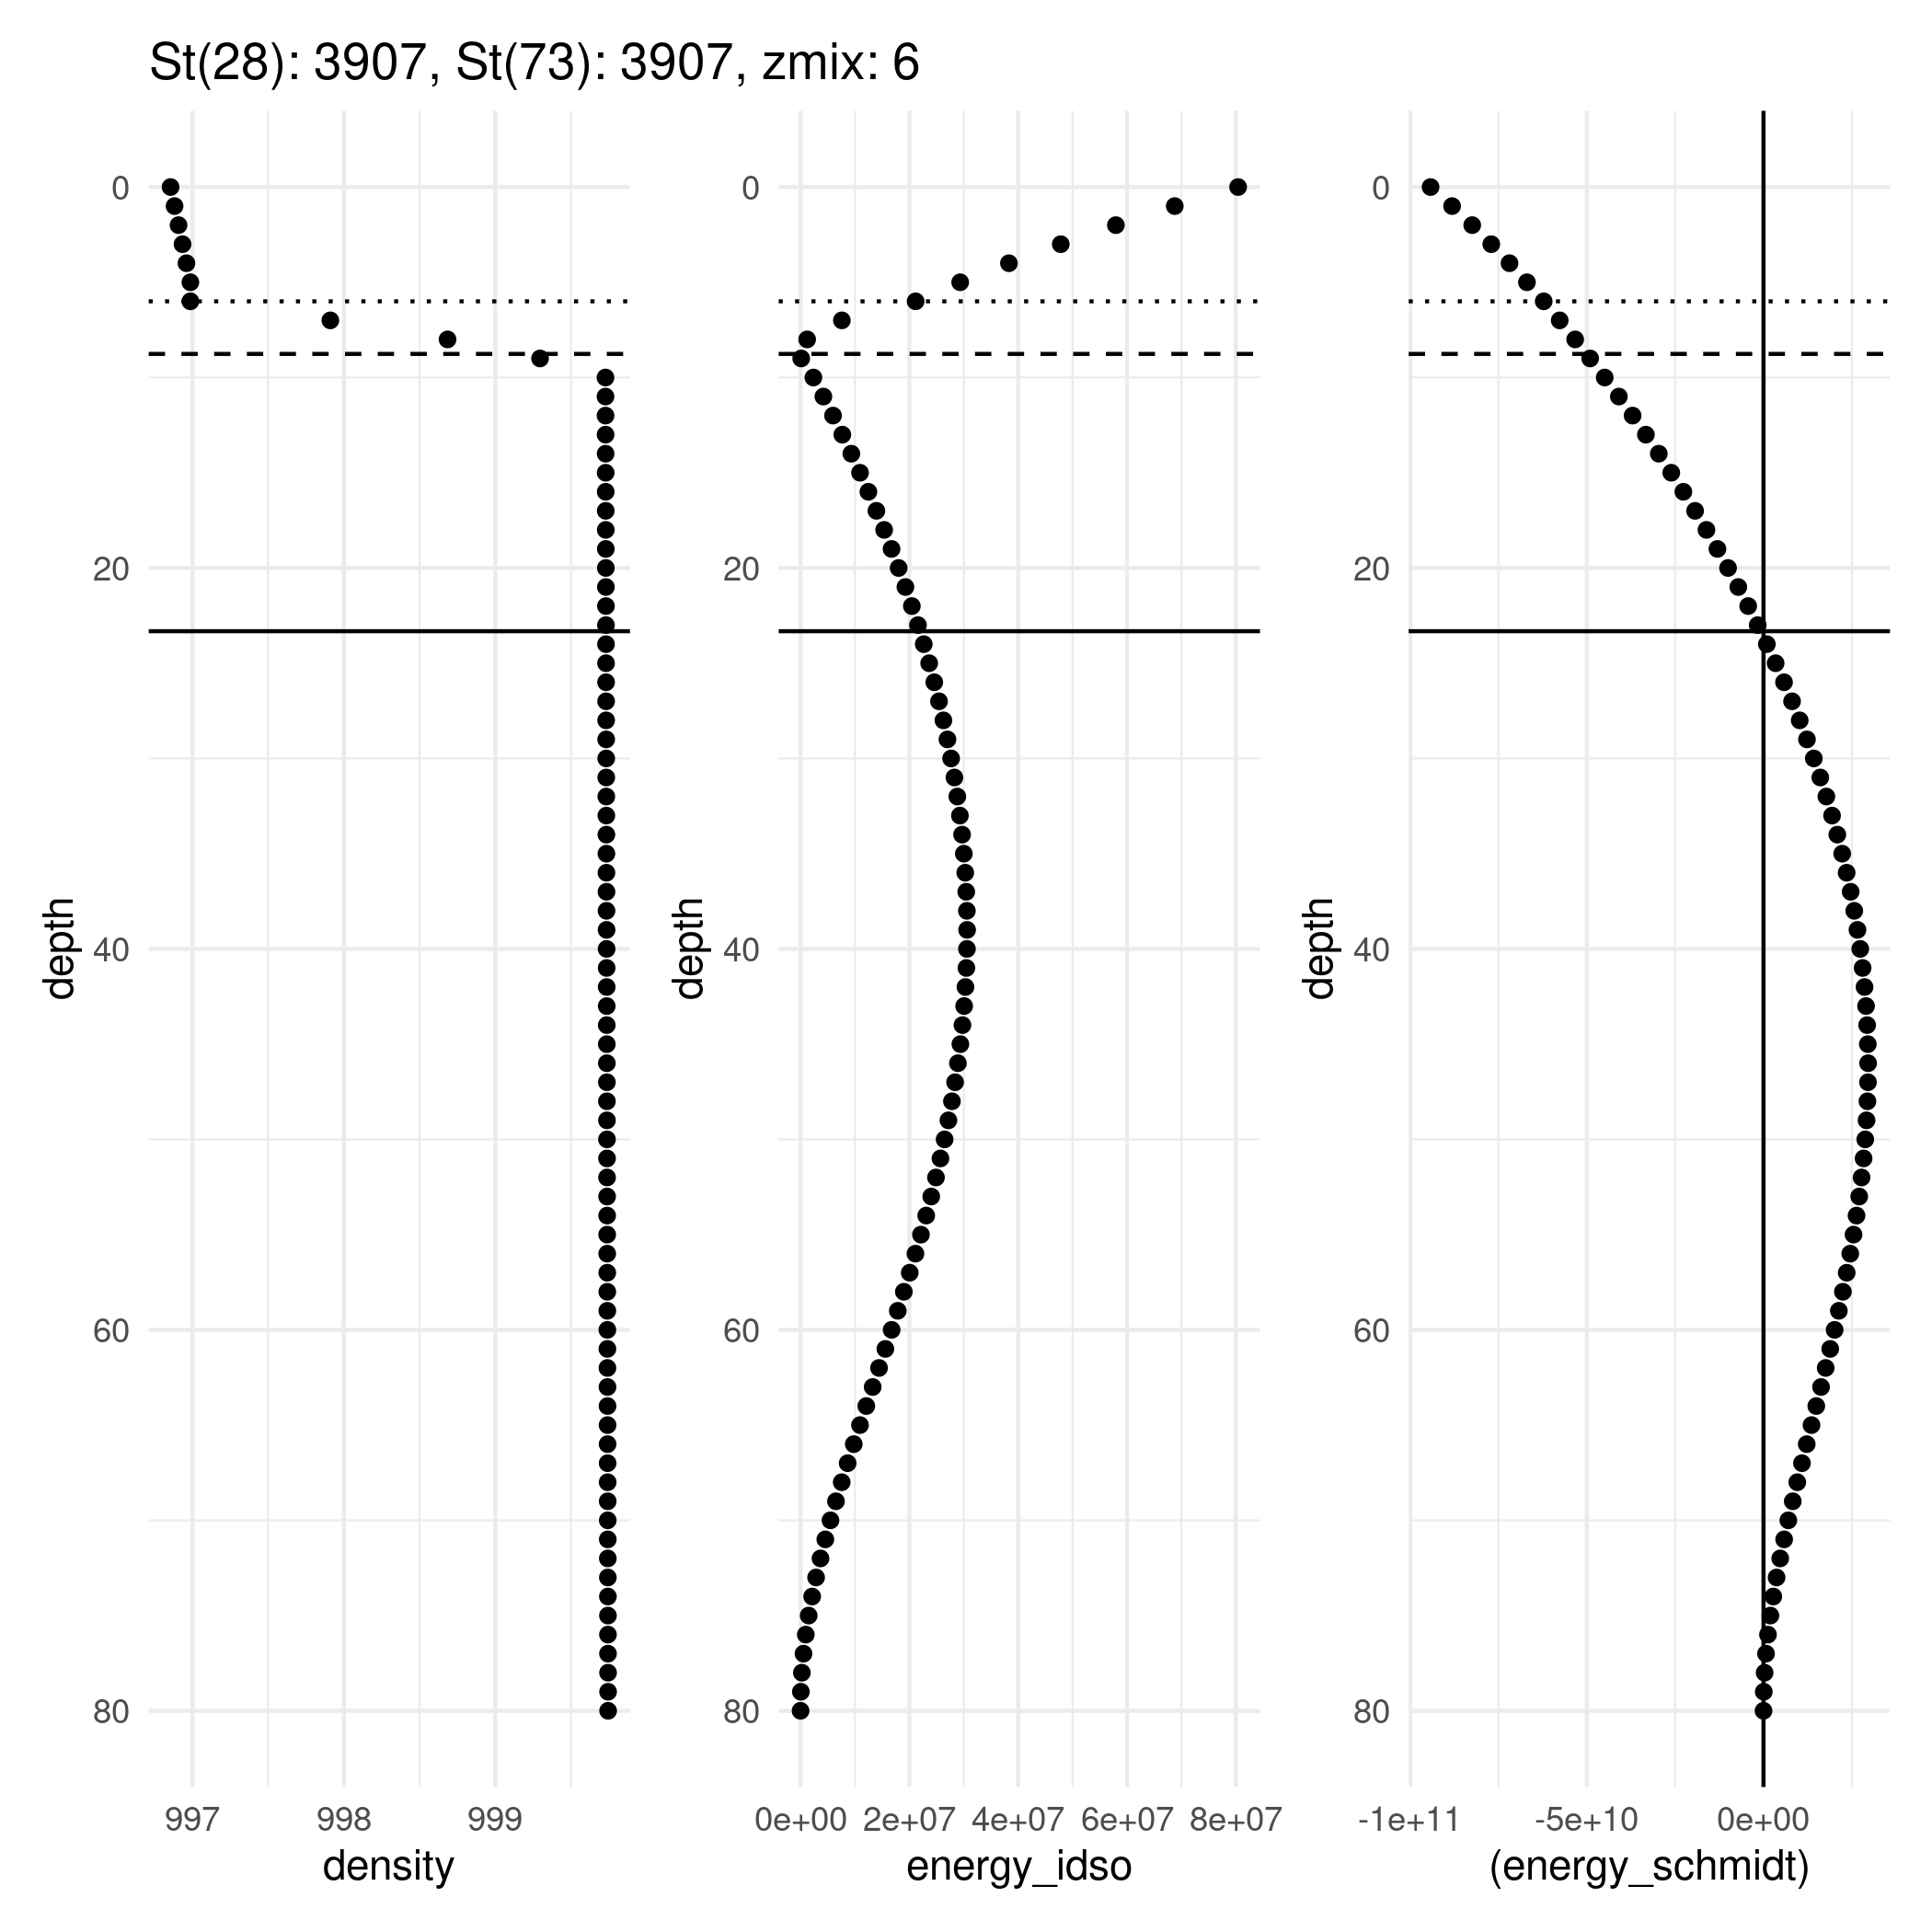 St(28): 3907, St(73): 3907, zmix: 6
0
20
40
60
80
depth
997 998 999
density
0
20
40
60
80
depth
0e+00 2e+07 4e+07 6e+07 8e+07
energy_idso
0
20
40
60
80
depth
-1e+11 -5e+10 0e+00
(energy_schmidt)